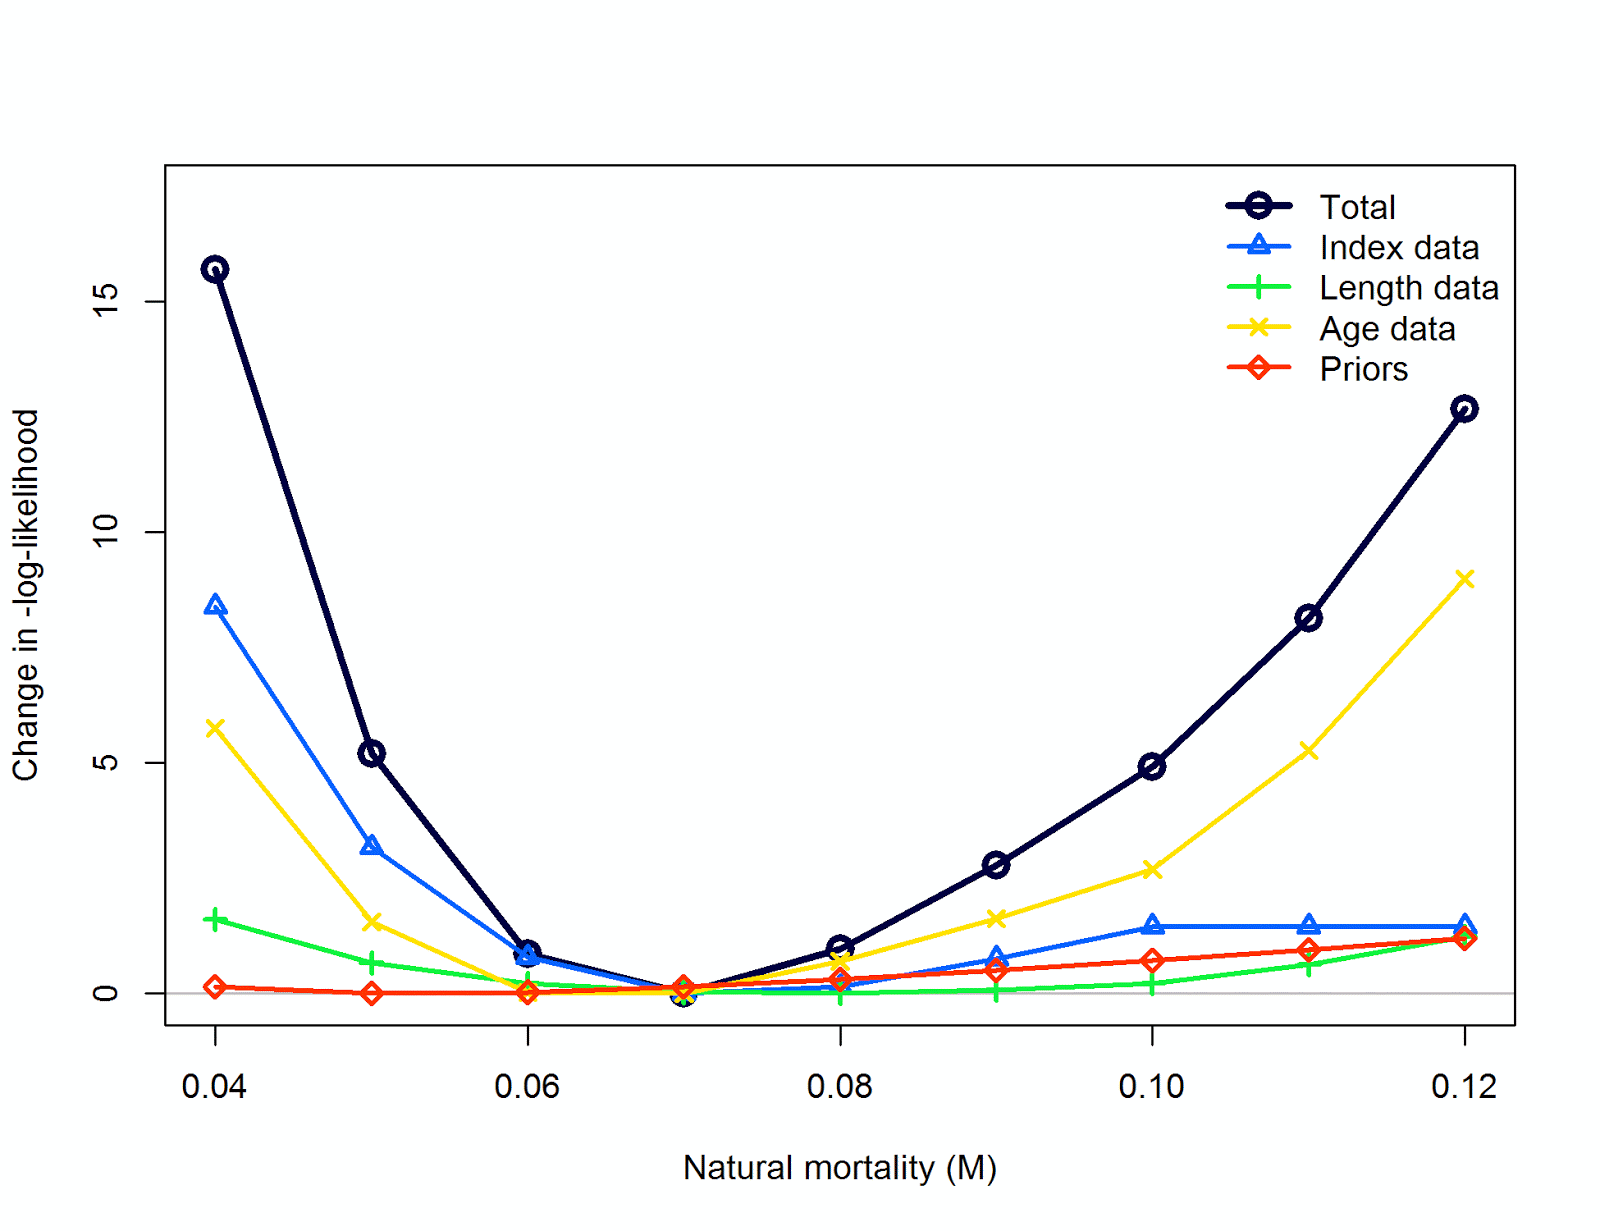 Total
Index data
Length data
Age data
Priors
Change in -log-likelihood
15
10
5
0
0.04 0.06 0.08 0.10 0.12
Natural mortality (M)